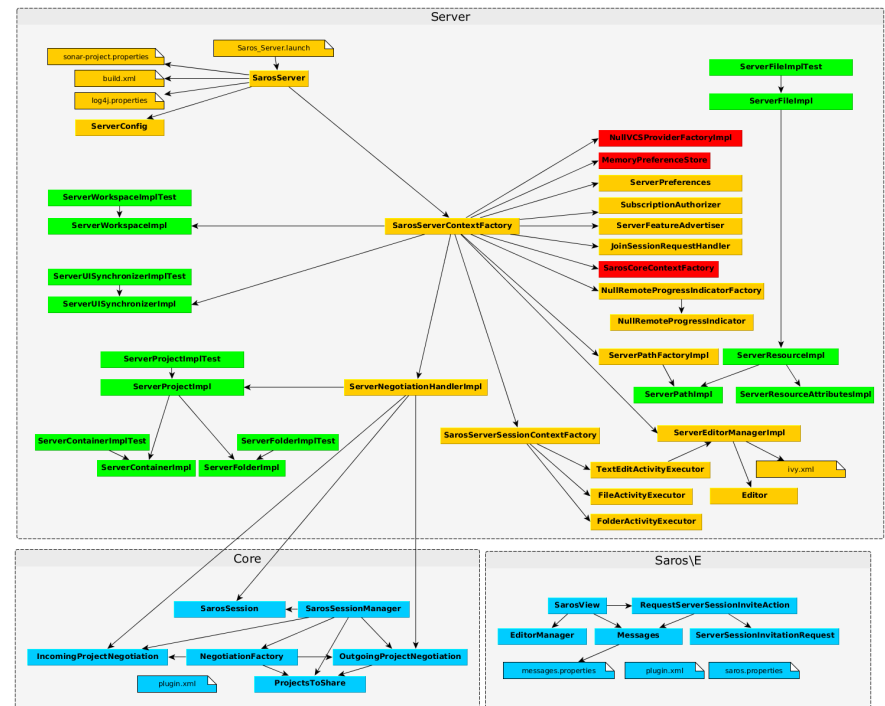 Server
Saros_Server.launch
sonar-project.properties
build.xml
SarosServer
log4j.properties
ServerConfig
ServerFileImplTest
ServerFileImpl
NullVCSProviderFactoryImpl
MemoryPreferenceStore
ServerPreferences
SubscriptionAuthorizer
ServerFeatureAdvertiser
JoinSessionRequestHandler
SarosCoreContextFactory
NullRemoteProgressIndicatorFactory
NullRemoteProgressIndicator
ServerWorkspaceImplTest
ServerWorkspaceImpl
SarosServerContextFactory
ServerUISynchronizerImplTest
ServerUISynchronizerImpl
ServerPathFactoryImpl
ServerResourceImpl
ServerPathImpl
ServerResourceAttributesImpl
ServerProjectImplTest
ServerProjectImpl
ServerNegotiationHandlerImpl
ServerContainerImplTest
ServerFolderImplTest
ServerContainerImpl
ServerFolderImpl
SarosServerSessionContextFactory
ServerEditorManagerImpl
TextEditActivityExecutor
ivy.xml
FileActivityExecutor
Editor
FolderActivityExecutor
Core
SarosSession
SarosSessionManager
IncomingProjectNegotiation
NegotiationFactory
OutgoingProjectNegotiation
plugin.xml
ProjectsToShare
Saros\E
SarosView
RequestServerSessionInviteAction
EditorManager
Messages
ServerSessionInvitationRequest
messages.properties
plugin.xml
saros.properties